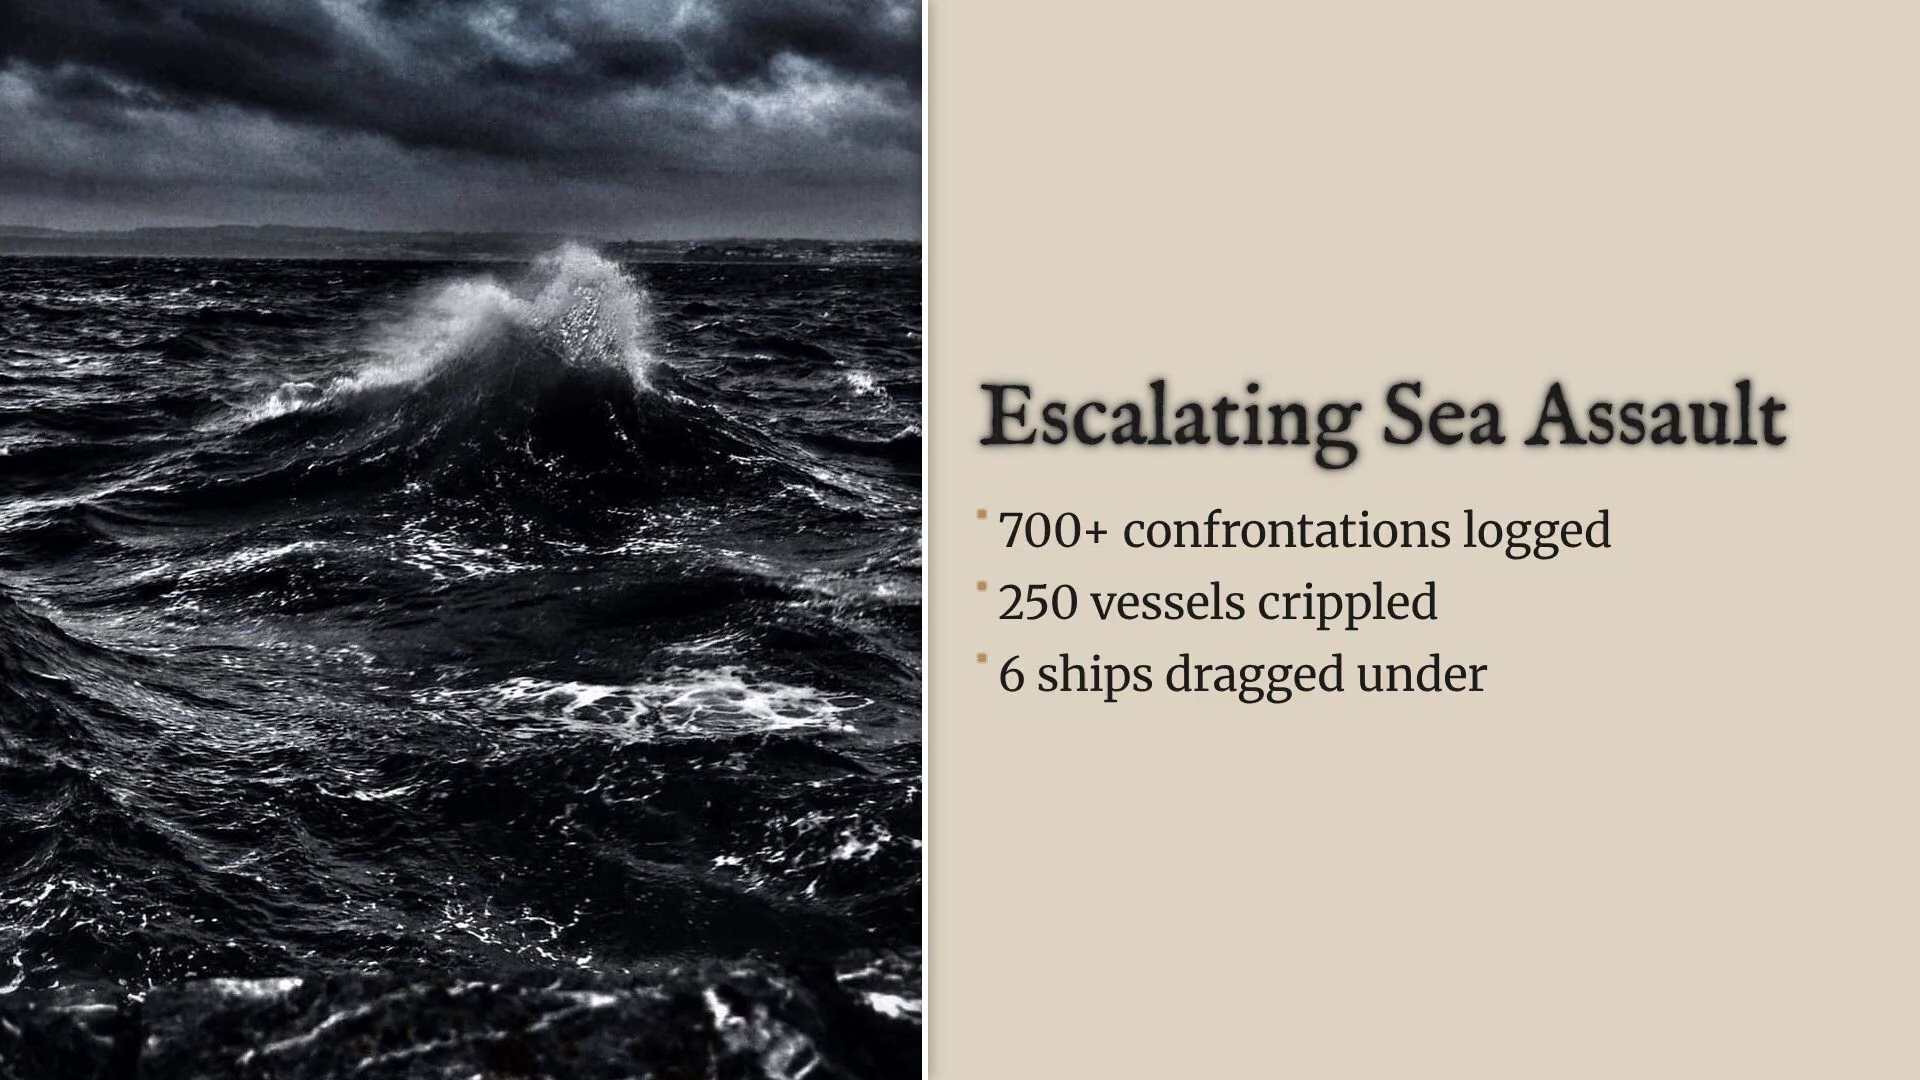 Escalating Sea Assault
700+ confrontations logged
250 vessels crippled
6 ships dragged under